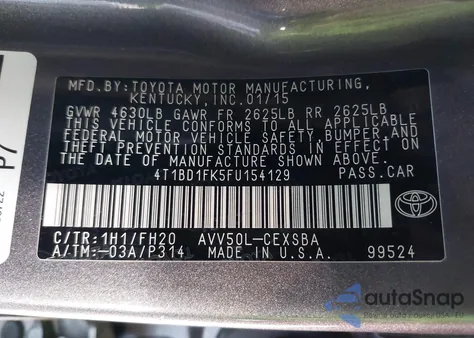 MFD.BY:TOYOTA MOTOR MANUFACTURING,
KENTUCKY,INC.01/15
GVWR 4630LB GAWR FR 2625LB RR 2625LB
THIS VEHICLE CONFORMS TO ALL APPLICABLE
FEDERAL MOTOR VEHICLE SAFETY,BUMPER,AND
THEFT PREVENTION STANDARDS IN EFFECT ON
THE DATE OF MANUFACTURE SHOWN ABOVE.
4T1BD1FK5FU154129 PASS.CAR
C/TR:1H1/FH20 AVV50L-CEXSBA
A/TM:-03A/P314 MADE IN U.S.A. 99524
TOYOTA
P7
autoSnap